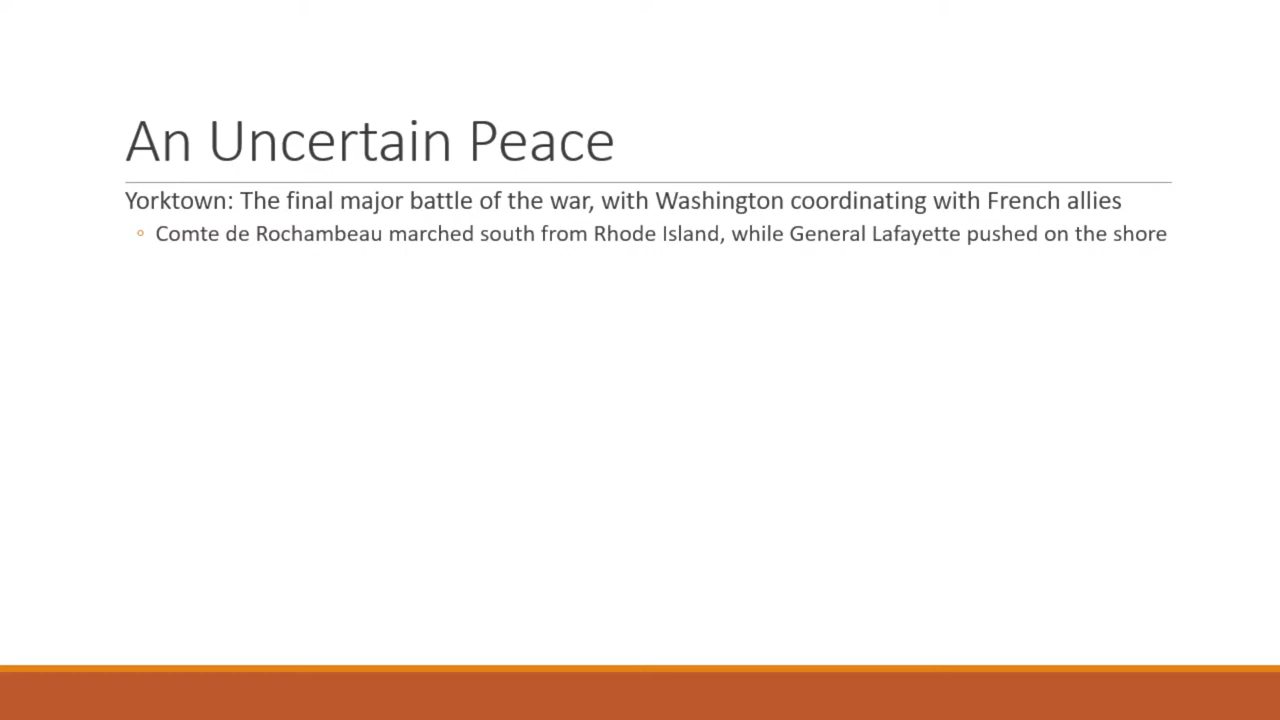 An Uncertain Peace
Yorktown: The final major battle of the war, with Washington coordinating with French allies
◦ Comte de Rochambeau marched south from Rhode Island, while General Lafayette pushed on the shore